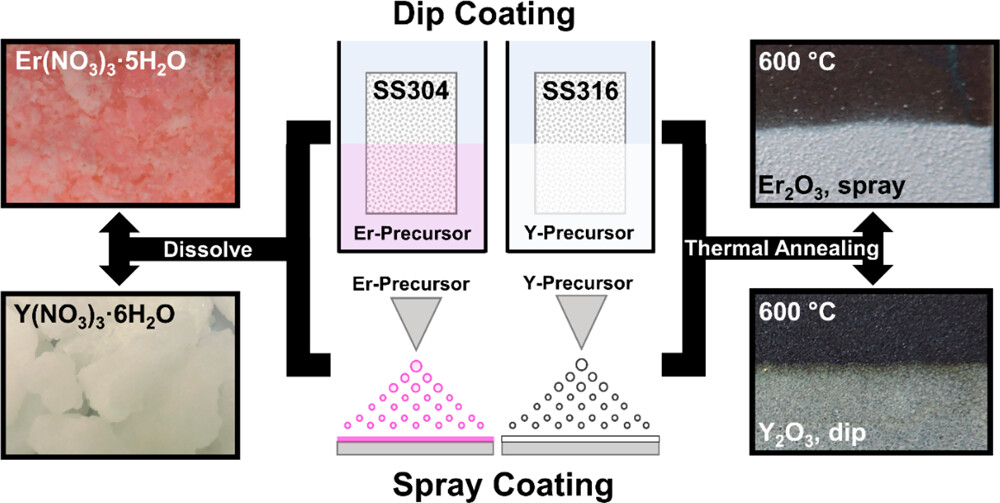 Dip Coating
Er(NO₃)₃·5H₂O
SS304
SS316
600 °C
Er₂O₃, spray
Er-Precursor
Y-Precursor
Dissolve
Thermal Annealing
Er-Precursor
Y-Precursor
Y(NO₃)₃·6H₂O
600 °C
Y₂O₃, dip
Spray Coating